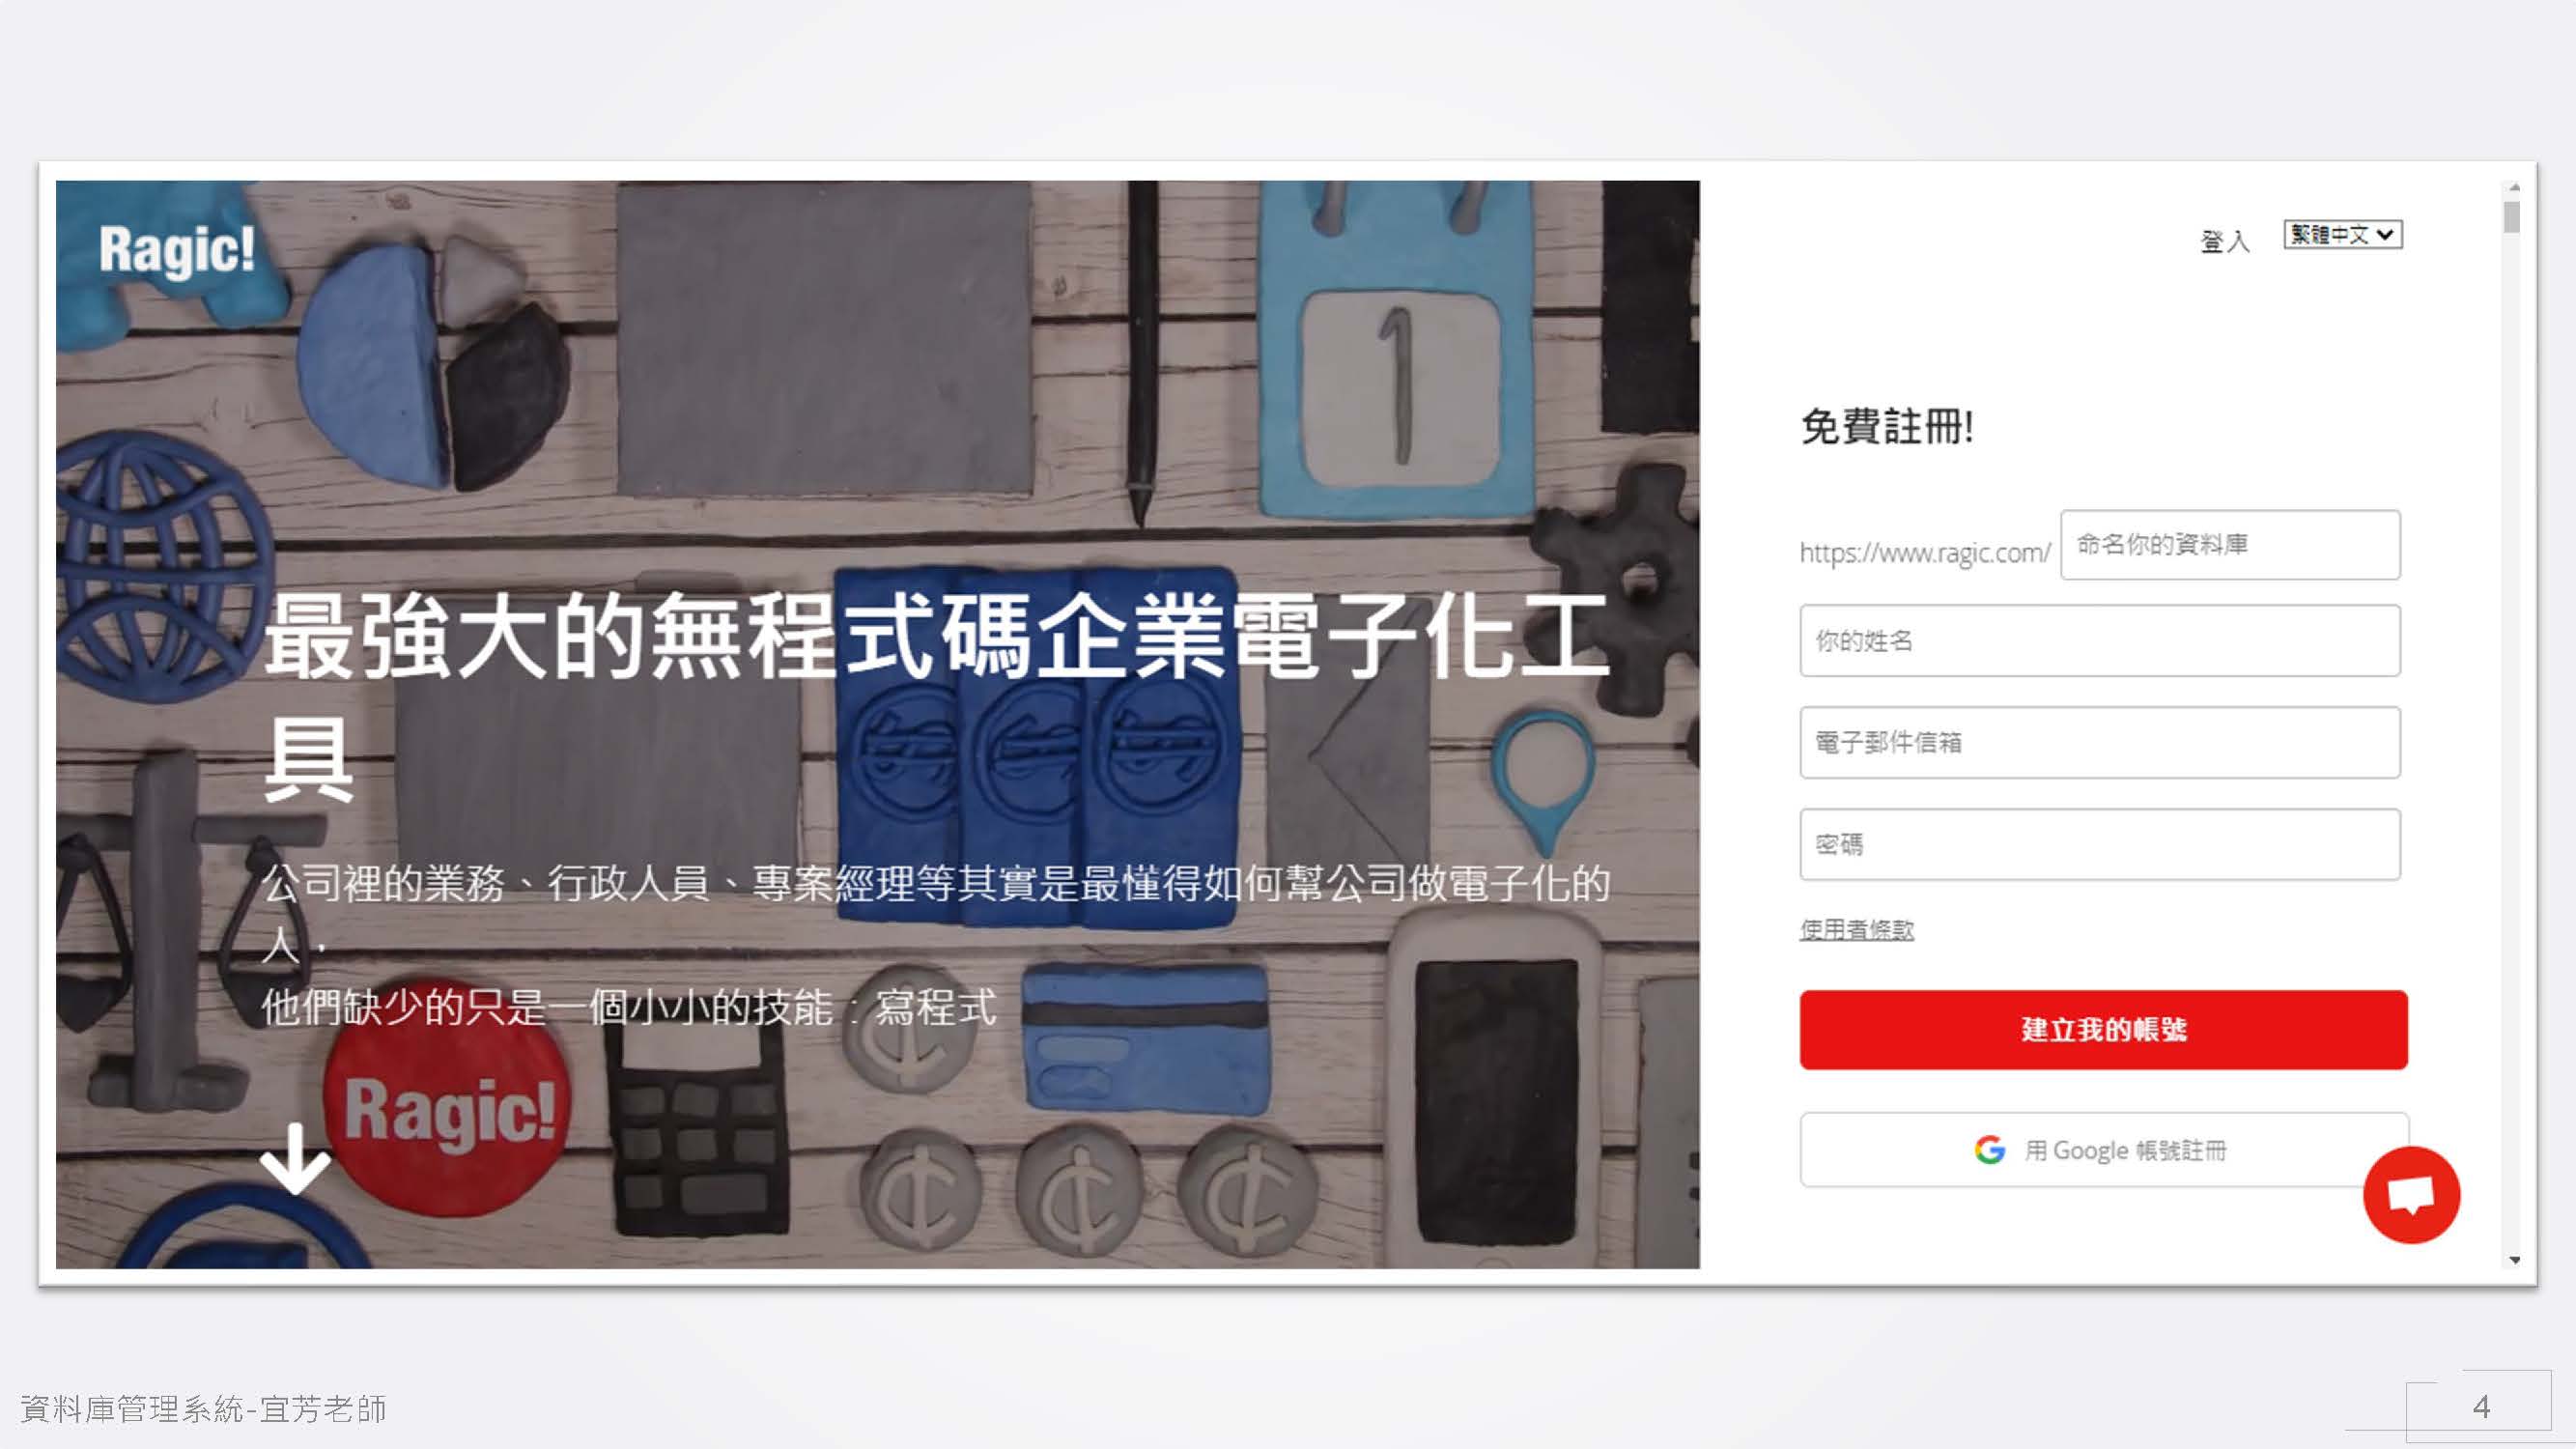 Ragic!
最強大的無程式碼企業電子化工
具
公司裡的業務、行政人員、專案經理等其實是最懂得如何幫公司做電子化的
人，
他們缺少的只是一個小小的技能：寫程式
Ragic!
1
登入
繁體中文
免費註冊!
https://www.ragic.com/ 命名你的資料庫
你的姓名
電子郵件信箱
密碼
使用者條款
建立我的帳號
用 Google 帳號註冊
資料庫管理系統-宜芳老師
4